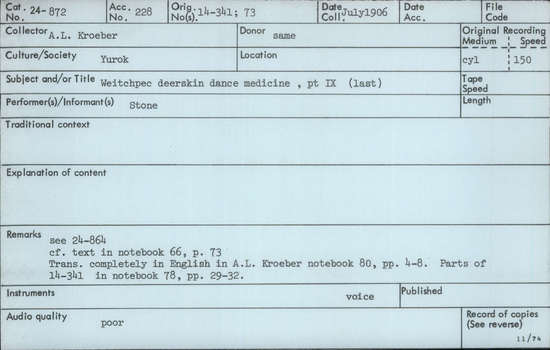 Cat. No. 24-872 Acc. No. 228 Orig. No(s). 14-341; 73 Date Coll. July1906 Date Acc. File Code
Collector A.L. Kroeber Donor same Original Recording Medium Speed
cyl 150
Culture/Society Yurok Location
Subject and/or Title Weitchpec deerskin dance medicine , pt IX (last) Tape Speed
Performer(s)/Informant(s) Stone Length
Traditional context
Explanation of content
Remarks see 24-864
cf. text in notebook 66, p. 73
Trans. completely in English in A.L. Kroeber notebook 80, pp. 4-8. Parts of
14-341 in notebook 78, pp. 29-32.
Instruments voice Published
Audio quality poor Record of copies (See reverse)
11/74